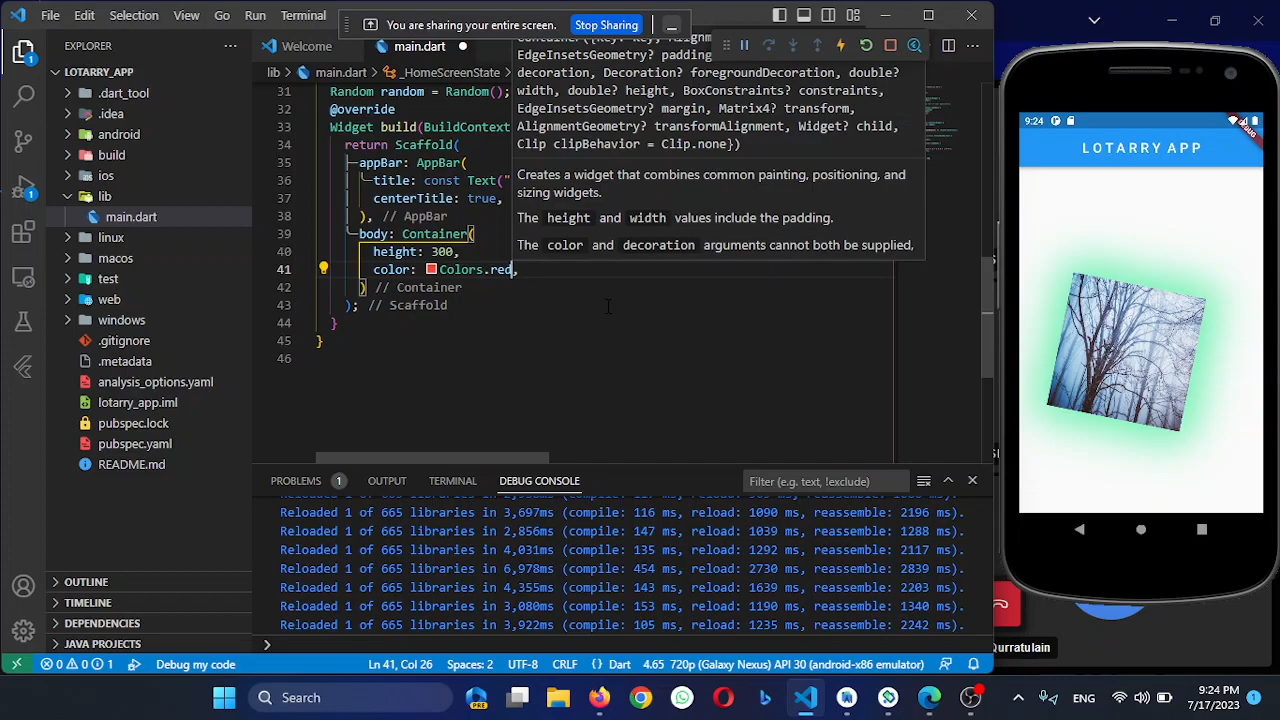 File Edit Selection View Go Run Terminal
You are sharing your entire screen. Stop Sharing
EXPLORER
LOTARRY_APP
.dart_tool
.idea
android
build
ios
lib
main.dart
linux
macos
test
web
windows
.gitignore
.metadata
analysis_options.yaml
lotarry_app.iml
pubspec.lock
pubspec.yaml
README.md
OUTLINE
TIMELINE
DEPENDENCIES
JAVA PROJECTS
Welcome main.dart
lib > main.dart > _HomeScreenState
31 Random random = Random();
32 @override
33 Widget build(BuildContext
34 return Scaffold(
35 appBar: AppBar(
36 title: const Text("
37 centerTitle: true,
38 ), // AppBar
39 body: Container(
40 height: 300,
41 color: Colors.red,
42 ) // Container
43 ); // Scaffold
44 }
45 }
46
Container({Key? key, Alignm
EdgeInsetsGeometry? padding
decoration, Decoration? foregroundDecoration, double?
width, double? height, BoxConstraints? constraints,
EdgeInsetsGeometry? margin, Matrix4? transform
AlignmentGeometry? transformAlignment, Widget? child,
Clip clipBehavior = Clip.none})
Creates a widget that combines common painting, positioning, and
sizing widgets.
The height and width values include the padding.
The color and decoration arguments cannot both be supplied,
PROBLEMS 1 OUTPUT TERMINAL DEBUG CONSOLE Filter (e.g. text, !exclude)
Reloaded 1 of 665 libraries in 3,697ms (compile: 116 ms, reload: 1090 ms, reassemble: 2196 ms).
Reloaded 1 of 665 libraries in 2,856ms (compile: 147 ms, reload: 1039 ms, reassemble: 1288 ms).
Reloaded 1 of 665 libraries in 4,031ms (compile: 135 ms, reload: 1292 ms, reassemble: 2117 ms).
Reloaded 1 of 665 libraries in 6,978ms (compile: 454 ms, reload: 2730 ms, reassemble: 2839 ms).
Reloaded 1 of 665 libraries in 4,355ms (compile: 143 ms, reload: 1639 ms, reassemble: 2203 ms).
Reloaded 1 of 665 libraries in 3,080ms (compile: 153 ms, reload: 1190 ms, reassemble: 1340 ms).
Reloaded 1 of 665 libraries in 3,922ms (compile: 105 ms, reload: 1235 ms, reassemble: 2242 ms).
0 0 1 Debug my code Ln 41, Col 26 Spaces: 2 UTF-8 CRLF {} Dart 4.65 720p (Galaxy Nexus) API 30 (android-x86 emulator)
9:24
DEBUG
LOTARRY APP
Qurratulain
Search
PRE
ENG
9:24 PM
7/17/2023
1